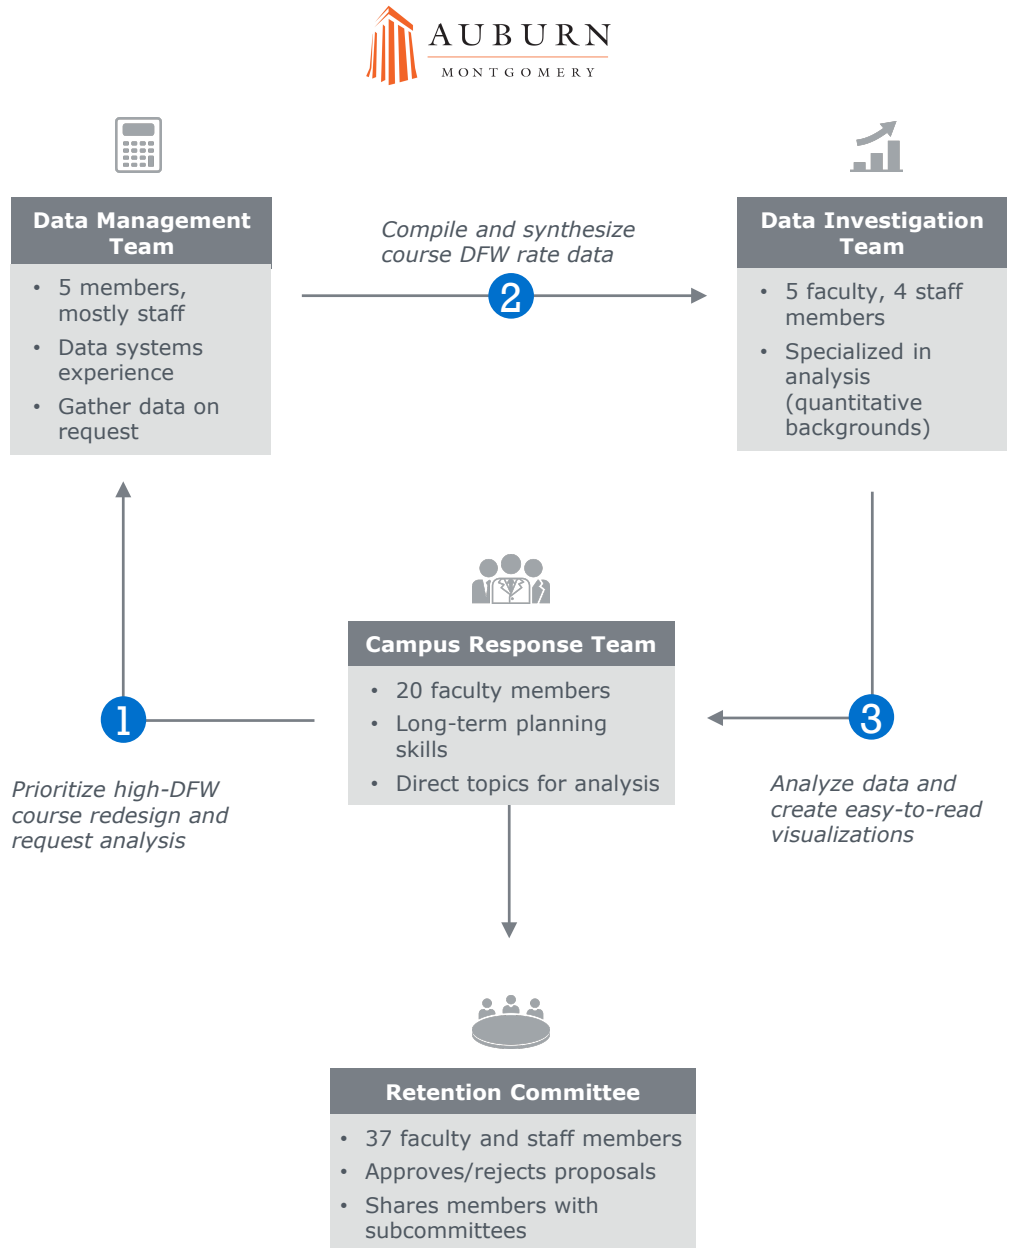 AUBURN
MONTGOMERY
Data Management
Team
• 5 members,
mostly staff
• Data systems
experience
• Gather data on
request
Compile and synthesize
course DFW rate data
2
Data Investigation
Team
• 5 faculty, 4 staff
members
• Specialized in
analysis
(quantitative
backgrounds)
Campus Response Team
• 20 faculty members
• Long-term planning
skills
• Direct topics for analysis
1
Prioritize high-DFW
course redesign and
request analysis
3
Analyze data and
create easy-to-read
visualizations
Retention Committee
• 37 faculty and staff members
• Approves/rejects proposals
• Shares members with
subcommittees